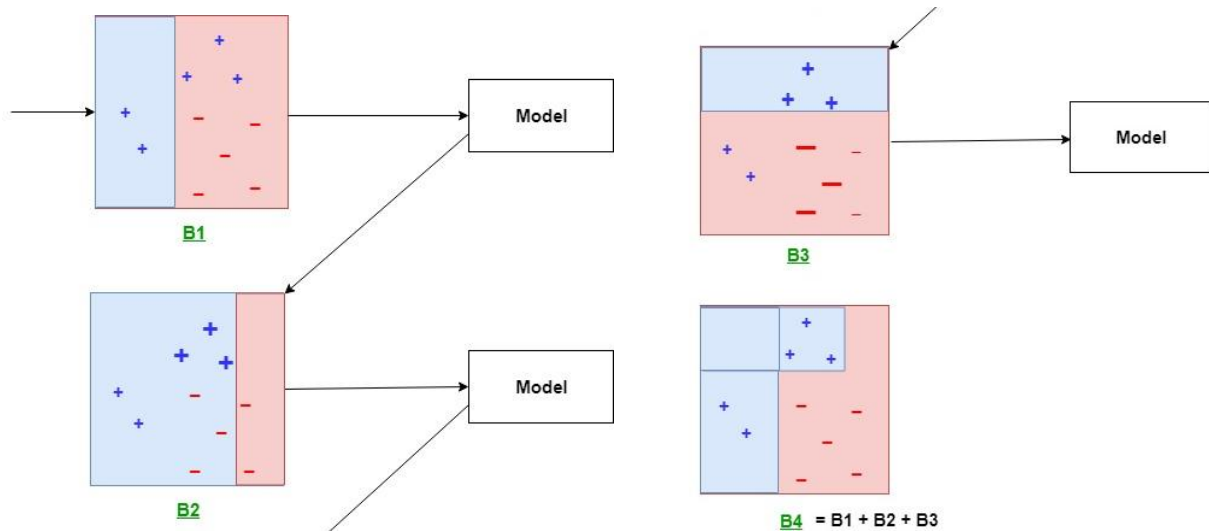 Model
B1
Model
B2
Model
B3
B4 = B1 + B2 + B3